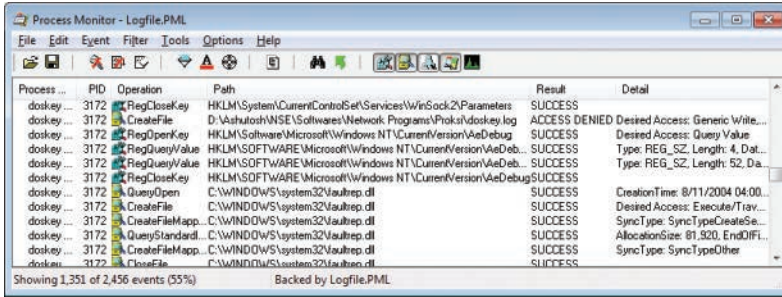 Process Monitor - Logfile.PML
File Edit Event Filter Tools Options Help
Process ... PID Operation Path Result Detail
doskey ... 3172 RegCloseKey HKLM\System\CurrentControlSet\Services\WinSock2\Parameters SUCCESS
doskey ... 3172 CreateFile D:\Ashutosh\NSE\Softwares\Network Programs\Proksi\doskey.log ACCESS DENIED Desired Access: Generic Write,...
doskey ... 3172 RegOpenKey HKLM\Software\Microsoft\Windows NT\CurrentVersion\AeDebug SUCCESS Desired Access: Query Value
doskey ... 3172 RegQueryValue HKLM\SOFTWARE\Microsoft\Windows NT\CurrentVersion\AeDeb... SUCCESS Type: REG_SZ, Length: 4, Dat...
doskey ... 3172 RegQueryValue HKLM\SOFTWARE\Microsoft\Windows NT\CurrentVersion\AeDeb... SUCCESS Type: REG_SZ, Length: 52, Da...
doskey ... 3172 RegCloseKey HKLM\SOFTWARE\Microsoft\Windows NT\CurrentVersion\AeDebug SUCCESS
doskey ... 3172 QueryOpen C:\WINDOWS\system32\faultrep.dll SUCCESS CreationTime: 8/11/2004 04:00...
doskey ... 3172 CreateFile C:\WINDOWS\system32\faultrep.dll SUCCESS Desired Access: Execute/Trav...
doskey ... 3172 CreateFileMapp... C:\WINDOWS\system32\faultrep.dll SUCCESS SyncType: SyncTypeCreateSe...
doskey ... 3172 QueryStandardI... C:\WINDOWS\system32\faultrep.dll SUCCESS AllocationSize: 81,920, EndOfFi...
doskey ... 3172 CreateFileMapp... C:\WINDOWS\system32\faultrep.dll SUCCESS SyncType: SyncTypeOther
doskey ... 3172 CloseFile C:\WINDOWS\system32\faultrep.dll SUCCESS
Showing 1,351 of 2,456 events (55%) Backed by Logfile.PML